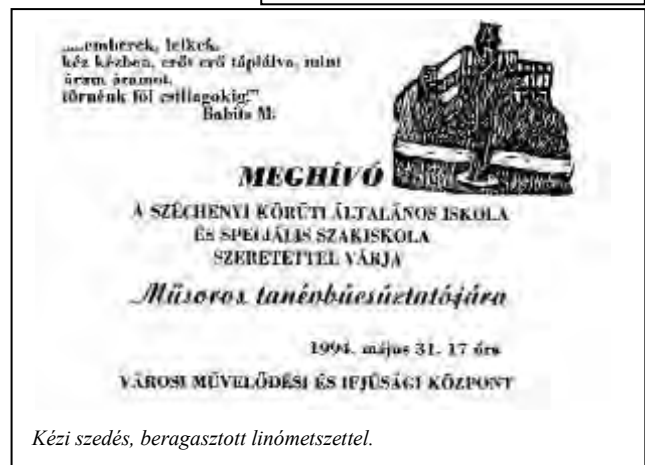 „...emberek, lelkek,
kéz kézben, erőt erő táplálva, mint
áram áramot,
törnénk föl csillagokig!"
Babits M.
MEGHÍVÓ
A SZÉCHENYI KÖRÚTI ÁLTALÁNOS ISKOLA
ÉS SPECIÁLIS SZAKISKOLA
SZERETETTEL VÁRJA
Műsoros tanévbúcsúztatójára
1994. május 31. 17 óra
VÁROSI MŰVELŐDÉSI ÉS IFJÚSÁGI KÖZPONT
Kézi szedés, beragasztott linómetszettel.